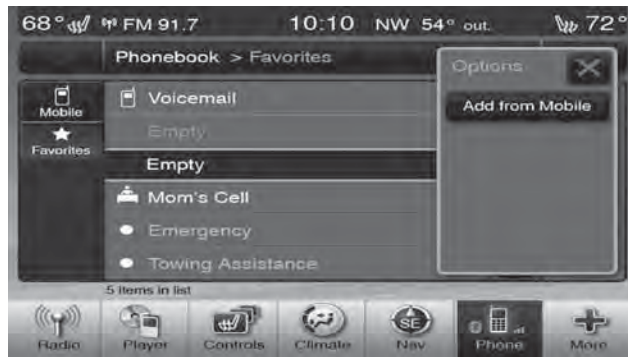 68° FM 91.7 10:10 NW 54° out. 72°
Phonebook > Favorites
Options
Mobile
Voicemail
Add from Mobile
Empty
Favorites
Empty
Mom's Cell
Emergency
Towing Assistance
5 items in list
SE
Radio Player Controls Climate Nav Phone More